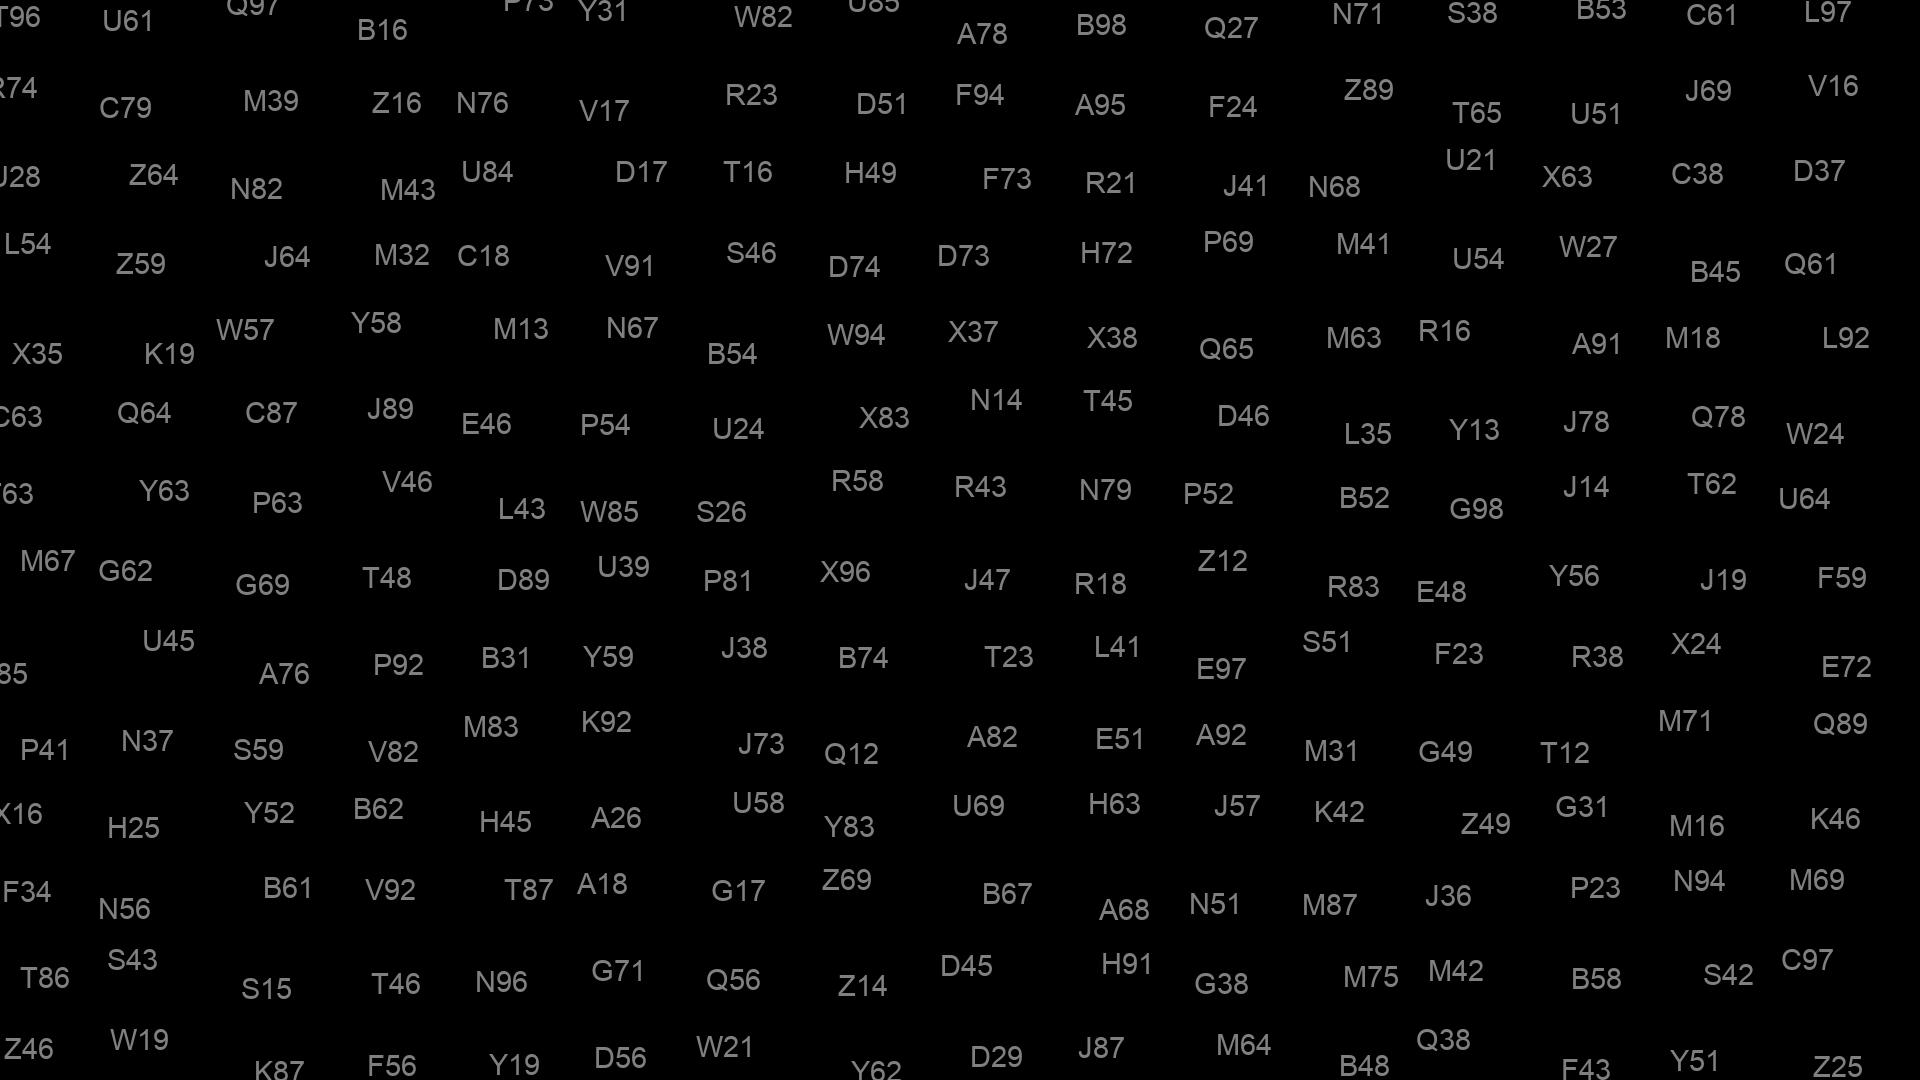 T96 U61 Q97 B16 P73 Y31 W82 U85 A78 B98 Q27 N71 S38 B53 C61 L97
R74 C79 M39 Z16 N76 V17 R23 D51 F94 A95 F24 Z89 T65 U51 J69 V16
J28 Z64 N82 M43 U84 D17 T16 H49 F73 R21 J41 N68 U21 X63 C38 D37
L54 Z59 J64 M32 C18 V91 S46 D74 D73 H72 P69 M41 U54 W27 B45 Q61
X35 K19 W57 Y58 M13 N67 B54 W94 X37 X38 Q65 M63 R16 A91 M18 L92
C63 Q64 C87 J89 E46 P54 U24 X83 N14 T45 D46 L35 Y13 J78 Q78 W24
63 Y63 P63 V46 L43 W85 S26 R58 R43 N79 P52 B52 G98 J14 T62 U64
M67 G62 G69 T48 D89 U39 P81 X96 J47 R18 Z12 R83 E48 Y56 J19 F59
85 U45 A76 P92 B31 Y59 J38 B74 T23 L41 E97 S51 F23 R38 X24 E72
P41 N37 S59 V82 M83 K92 J73 Q12 A82 E51 A92 M31 G49 T12 M71 Q89
X16 H25 Y52 B62 H45 A26 U58 Y83 U69 H63 J57 K42 Z49 G31 M16 K46
F34 N56 B61 V92 T87 A18 G17 Z69 B67 A68 N51 M87 J36 P23 N94 M69
T86 S43 S15 T46 N96 G71 Q56 Z14 D45 H91 G38 M75 M42 B58 S42 C97
Z46 W19 K87 F56 Y19 D56 W21 Y62 D29 J87 M64 B48 Q38 F43 Y51 Z25